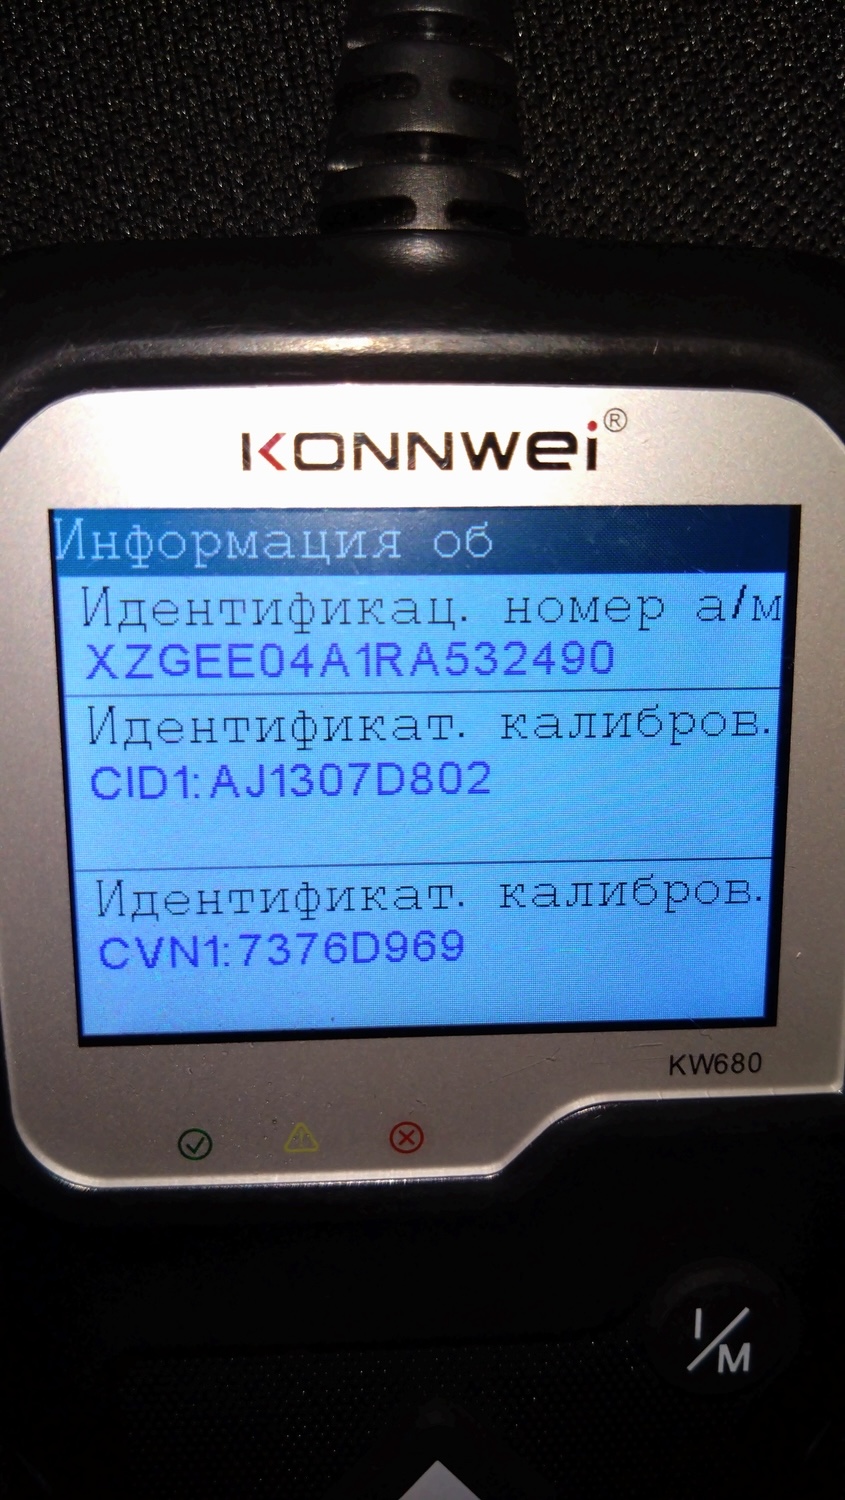 KONNWEI®
Информация об
Идентификац. номер а/м
XZGEE04A1RA532490
Идентификат. калибров.
CID1:AJ1307D802
Идентификат. калибров.
CVN1:7376D969
KW680
I/M